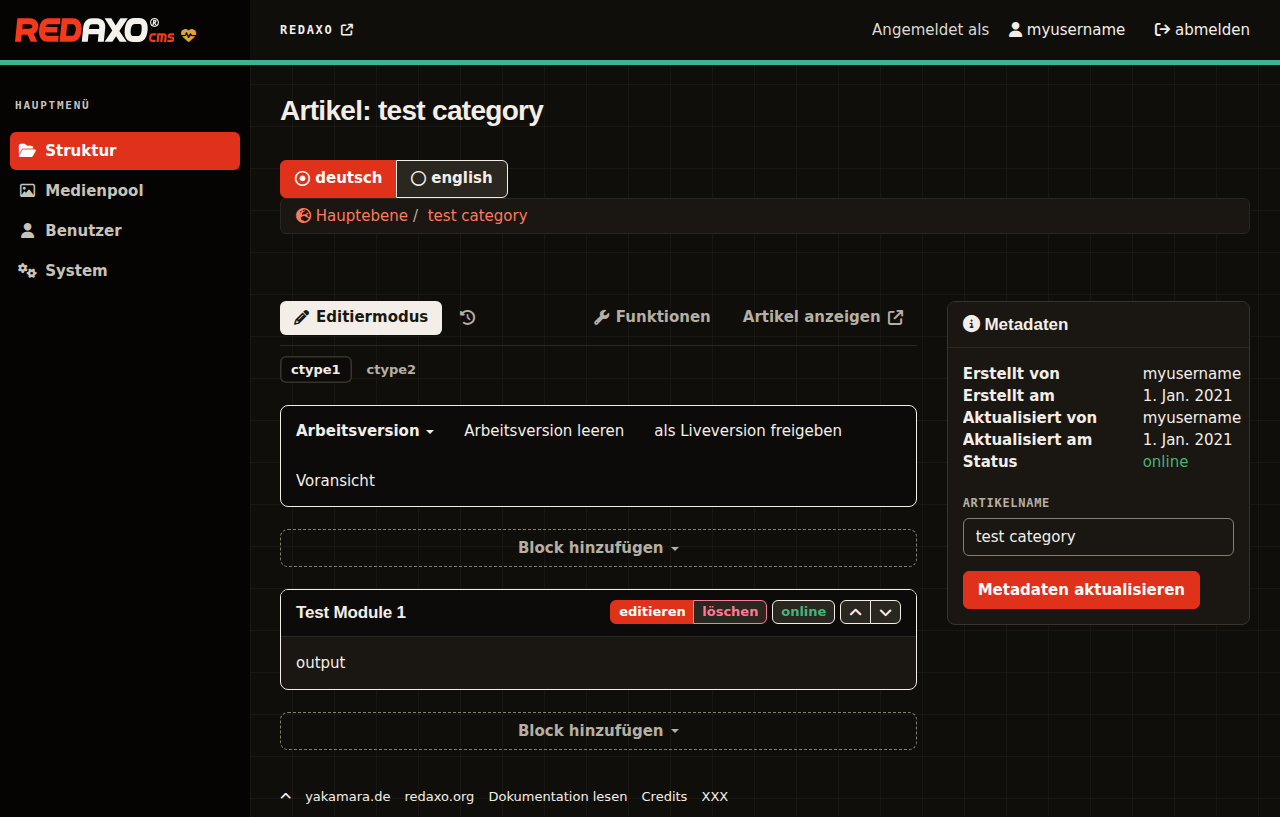 REDAXO® cms
REDAXO
Angemeldet als myusername abmelden
HAUPTMENÜ
Struktur
Medienpool
Benutzer
System
Artikel: test category
deutsch english
Hauptebene / test category
Editiermodus Funktionen Artikel anzeigen
ctype1 ctype2
Arbeitsversion Arbeitsversion leeren als Liveversion freigeben
Voransicht
Block hinzufügen
Test Module 1 editieren löschen online
output
Block hinzufügen
Metadaten
Erstellt von myusername
Erstellt am 1. Jan. 2021
Aktualisiert von myusername
Aktualisiert am 1. Jan. 2021
Status online
ARTIKELNAME
test category
Metadaten aktualisieren
yakamara.de redaxo.org Dokumentation lesen Credits XXX